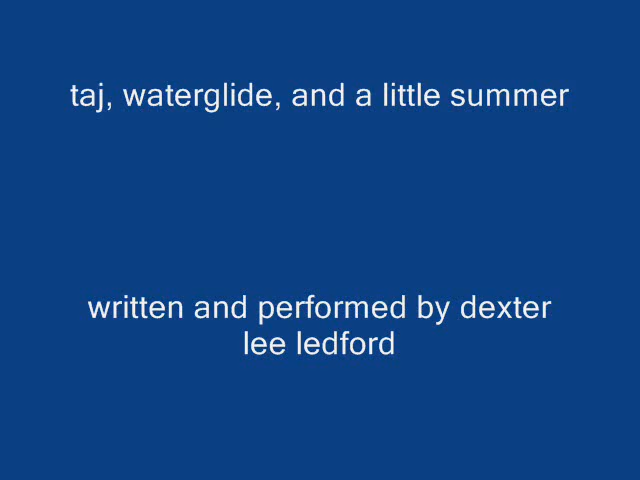 taj, waterglide, and a little summer
written and performed by dexter
lee ledford